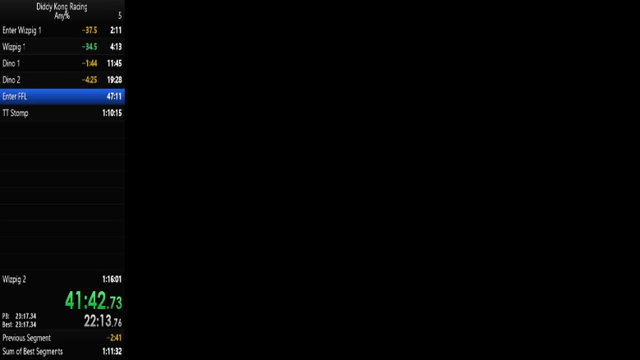 Diddy Kong Racing
Any% 5
Enter Wizpig 1 −37.5 2:11
Wizpig 1 −34.5 4:13
Dino 1 −1:44 11:45
Dino 2 −4:25 19:28
Enter FFL 47:11
TT Stomp 1:10:15
Wizpig 2 1:16:01
41:42.73
PB: 23:17.34
Best: 23:17.34
22:13.76
Previous Segment −2:41
Sum of Best Segments 1:11:32